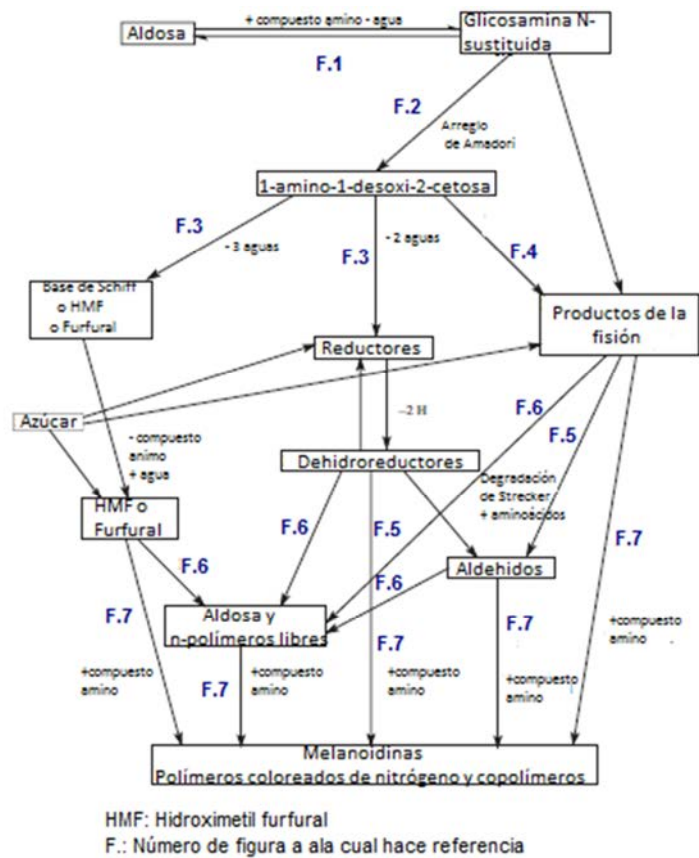 + compuesto amino - agua
Aldosa
Glicosamina N-
sustituida
F.1
F.2
Arreglo
de Amadori
1-amino-1-desoxi-2-cetosa
F.3
- 3 aguas
F.3
- 2 aguas
F.4
Base de Schiff
o HMF
o Furfural
Productos de la
fisión
Reductores
Azúcar
- compuesto
animo
+ agua
–2 H
F.6
F.5
Dehidroreductores
Degradación
de Strecker
+ aminoácidos
HMF o
Furfural
F.6
F.6
F.5
F.6
Aldehidos
F.7
F.7
Aldosa y
n-polímeros libres
F.7
F.7
+compuesto
amino
F.7
+compuesto
amino
+compuesto
amino
+compuesto
amino
+compuesto
amino
Melanoidinas
Polímeros coloreados de nitrógeno y copolímeros
HMF: Hidroximetil furfural
F.: Número de figura a ala cual hace referencia